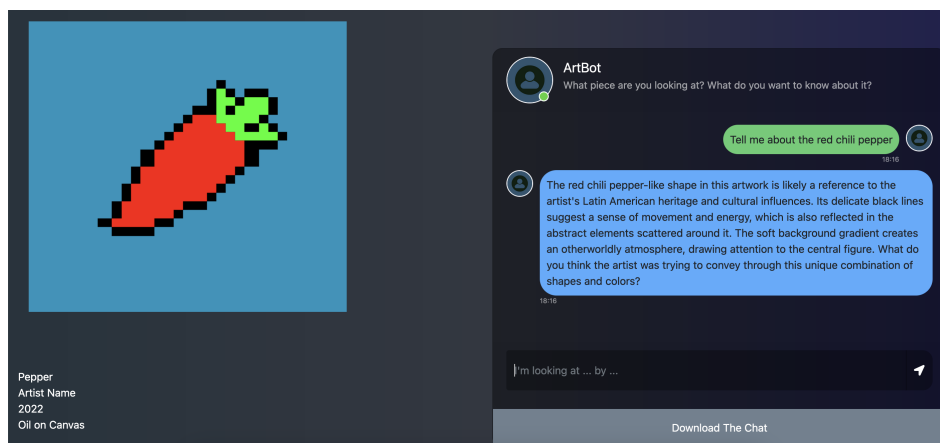 ArtBot
What piece are you looking at? What do you want to know about it?
Tell me about the red chili pepper
18:16
The red chili pepper-like shape in this artwork is likely a reference to the
artist's Latin American heritage and cultural influences. Its delicate black lines
suggest a sense of movement and energy, which is also reflected in the
abstract elements scattered around it. The soft background gradient creates
an otherworldly atmosphere, drawing attention to the central figure. What do
you think the artist was trying to convey through this unique combination of
shapes and colors?
18:16
I'm looking at ... by ...
Download The Chat
Pepper
Artist Name
2022
Oil on Canvas